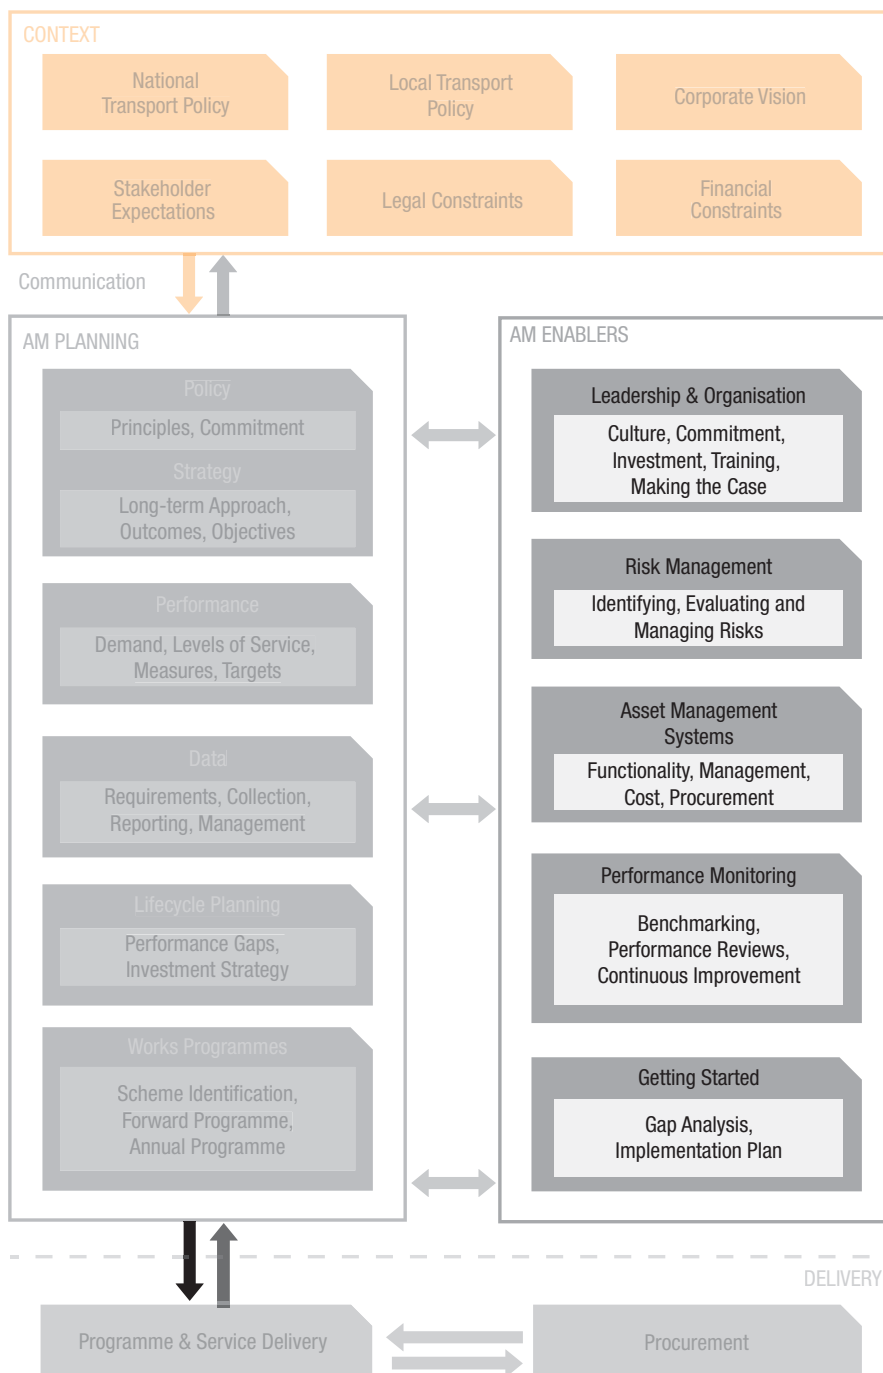 CONTEXT
National
Transport Policy
Local Transport
Policy
Corporate Vision
Stakeholder
Expectations
Legal Constraints
Financial
Constraints
Communication
AM PLANNING
Policy
Principles, Commitment
Strategy
Long-term Approach,
Outcomes, Objectives
Performance
Demand, Levels of Service,
Measures, Targets
Data
Requirements, Collection,
Reporting, Management
Lifecycle Planning
Performance Gaps,
Investment Strategy
Works Programmes
Scheme Identification,
Forward Programme,
Annual Programme
AM ENABLERS
Leadership & Organisation
Culture, Commitment,
Investment, Training,
Making the Case
Risk Management
Identifying, Evaluating and
Managing Risks
Asset Management
Systems
Functionality, Management,
Cost, Procurement
Performance Monitoring
Benchmarking,
Performance Reviews,
Continuous Improvement
Getting Started
Gap Analysis,
Implementation Plan
DELIVERY
Programme & Service Delivery
Procurement